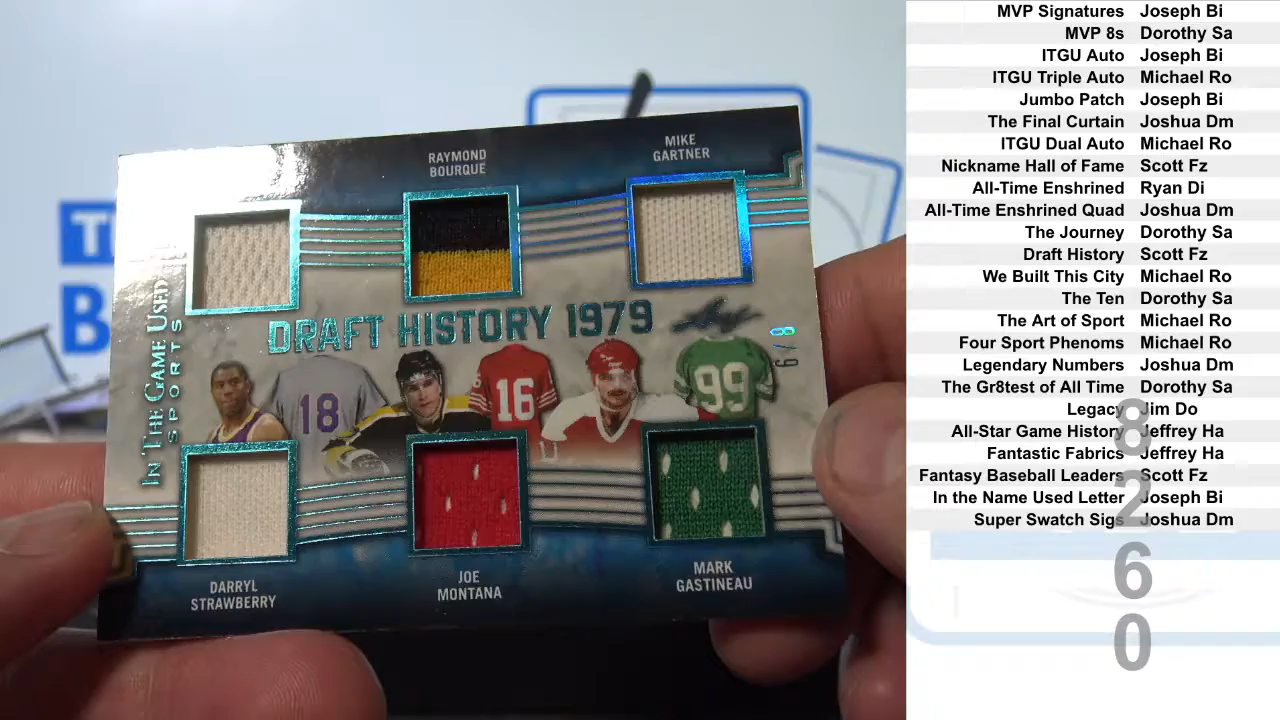 RAYMOND
BOURQUE
MIKE
GARTNER
IN THE GAME USED
SPORTS
DRAFT HISTORY 1979
Leaf
6/8
18
16
99
DARRYL
STRAWBERRY
JOE
MONTANA
MARK
GASTINEAU
MVP Signatures Joseph Bi
MVP 8s Dorothy Sa
ITGU Auto Joseph Bi
ITGU Triple Auto Michael Ro
Jumbo Patch Joseph Bi
The Final Curtain Joshua Dm
ITGU Dual Auto Michael Ro
Nickname Hall of Fame Scott Fz
All-Time Enshrined Ryan Di
All-Time Enshrined Quad Joshua Dm
The Journey Dorothy Sa
Draft History Scott Fz
We Built This City Michael Ro
The Ten Dorothy Sa
The Art of Sport Michael Ro
Four Sport Phenoms Michael Ro
Legendary Numbers Joshua Dm
The Gr8test of All Time Dorothy Sa
Legacy Jim Do
All-Star Game History Jeffrey Ha
Fantastic Fabrics Jeffrey Ha
Fantasy Baseball Leaders Scott Fz
In the Name Used Letter Joseph Bi
Super Swatch Sigs Joshua Dm
8
2
6
0